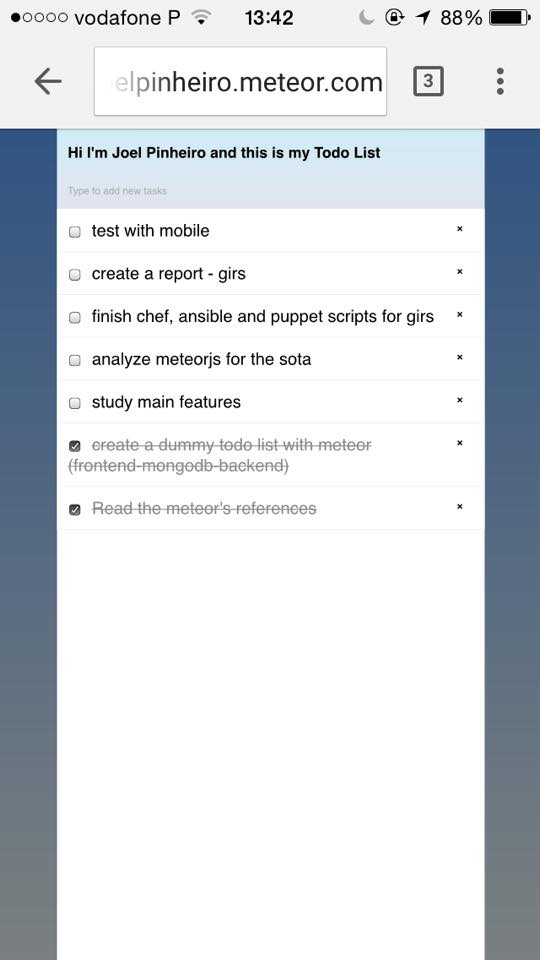 vodafone P 13:42 88%
elpinheiro.meteor.com 3
Hi I'm Joel Pinheiro and this is my Todo List
Type to add new tasks
test with mobile
create a report - girs
finish chef, ansible and puppet scripts for girs
analyze meteorjs for the sota
study main features
create a dummy todo list with meteor
(frontend-mongodb-backend)
Read the meteor's references